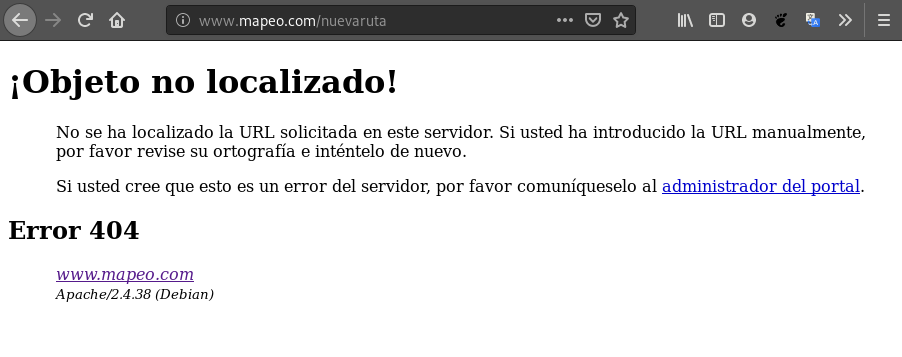 www.mapeo.com/nuevaruta
¡Objeto no localizado!
No se ha localizado la URL solicitada en este servidor. Si usted ha introducido la URL manualmente,
por favor revise su ortografía e inténtelo de nuevo.
Si usted cree que esto es un error del servidor, por favor comuníqueselo al administrador del portal.
Error 404
www.mapeo.com
Apache/2.4.38 (Debian)